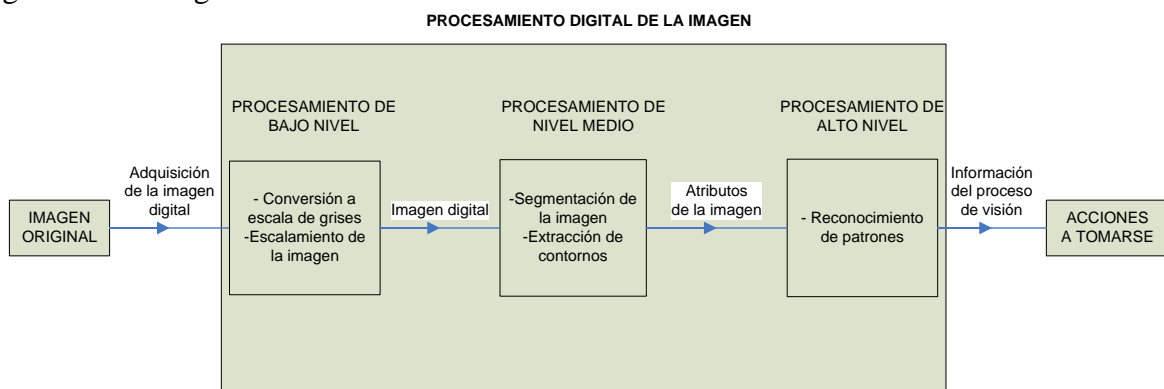 PROCESAMIENTO DIGITAL DE LA IMAGEN
PROCESAMIENTO DE
BAJO NIVEL
PROCESAMIENTO DE
NIVEL MEDIO
PROCESAMIENTO DE
ALTO NIVEL
IMAGEN
ORIGINAL
Adquisición
de la imagen
digital
- Conversión a
escala de grises
-Escalamiento de
la imagen
Imagen digital
-Segmentación de
la imagen
-Extracción de
contornos
Atributos
de la imagen
- Reconocimiento
de patrones
Información
del proceso
de visión
ACCIONES
A TOMARSE